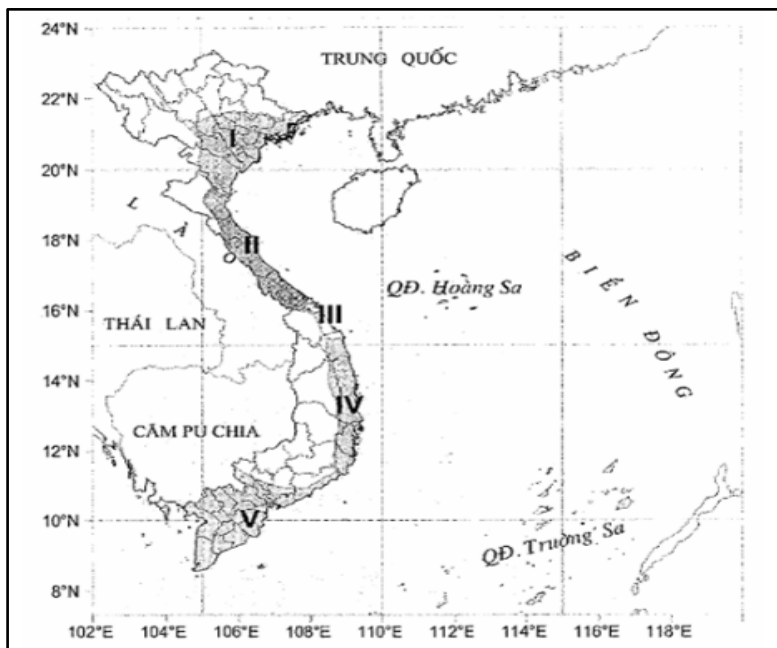 24°N
TRUNG QUỐC
22°N
I
20°N
L À O
18°N
II
QĐ. Hoàng Sa
BIỂN ĐÔNG
16°N
III
THÁI LAN
14°N
IV
CĂM PU CHIA
12°N
10°N
V
QĐ. Trường Sa
8°N
102°E 104°E 106°E 108°E 110°E 112°E 114°E 116°E 118°E